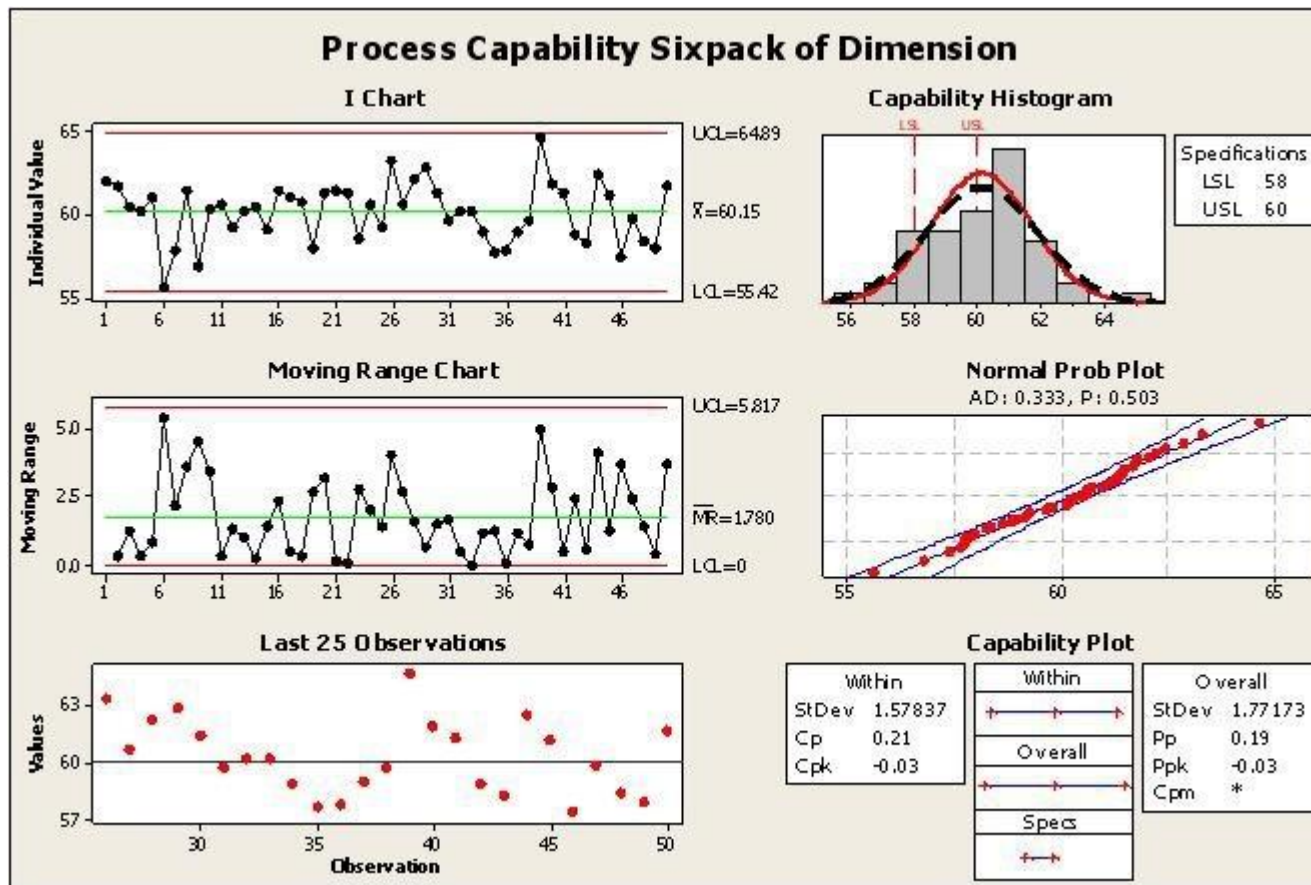 Process Capability Sixpack of Dimension
I Chart
Individual Value
65
60
55
1 6 11 16 21 26 31 36 41 46
UCL=64.89
X̄=60.15
LCL=55.42
Capability Histogram
LSL USL
56 58 60 62 64
Specifications
LSL 58
USL 60
Moving Range Chart
Moving Range
5.0
2.5
0.0
1 6 11 16 21 26 31 36 41 46
UCL=5.817
M̅R̅=1.780
LCL=0
Normal Prob Plot
AD: 0.333, P: 0.503
55 60 65
Last 25 Observations
Values
63
60
57
30 35 40 45 50
Observation
Capability Plot
Within
StDev 1.57837
Cp 0.21
Cpk -0.03
Within
Overall
Specs
Overall
StDev 1.77173
Pp 0.19
Ppk -0.03
Cpm *